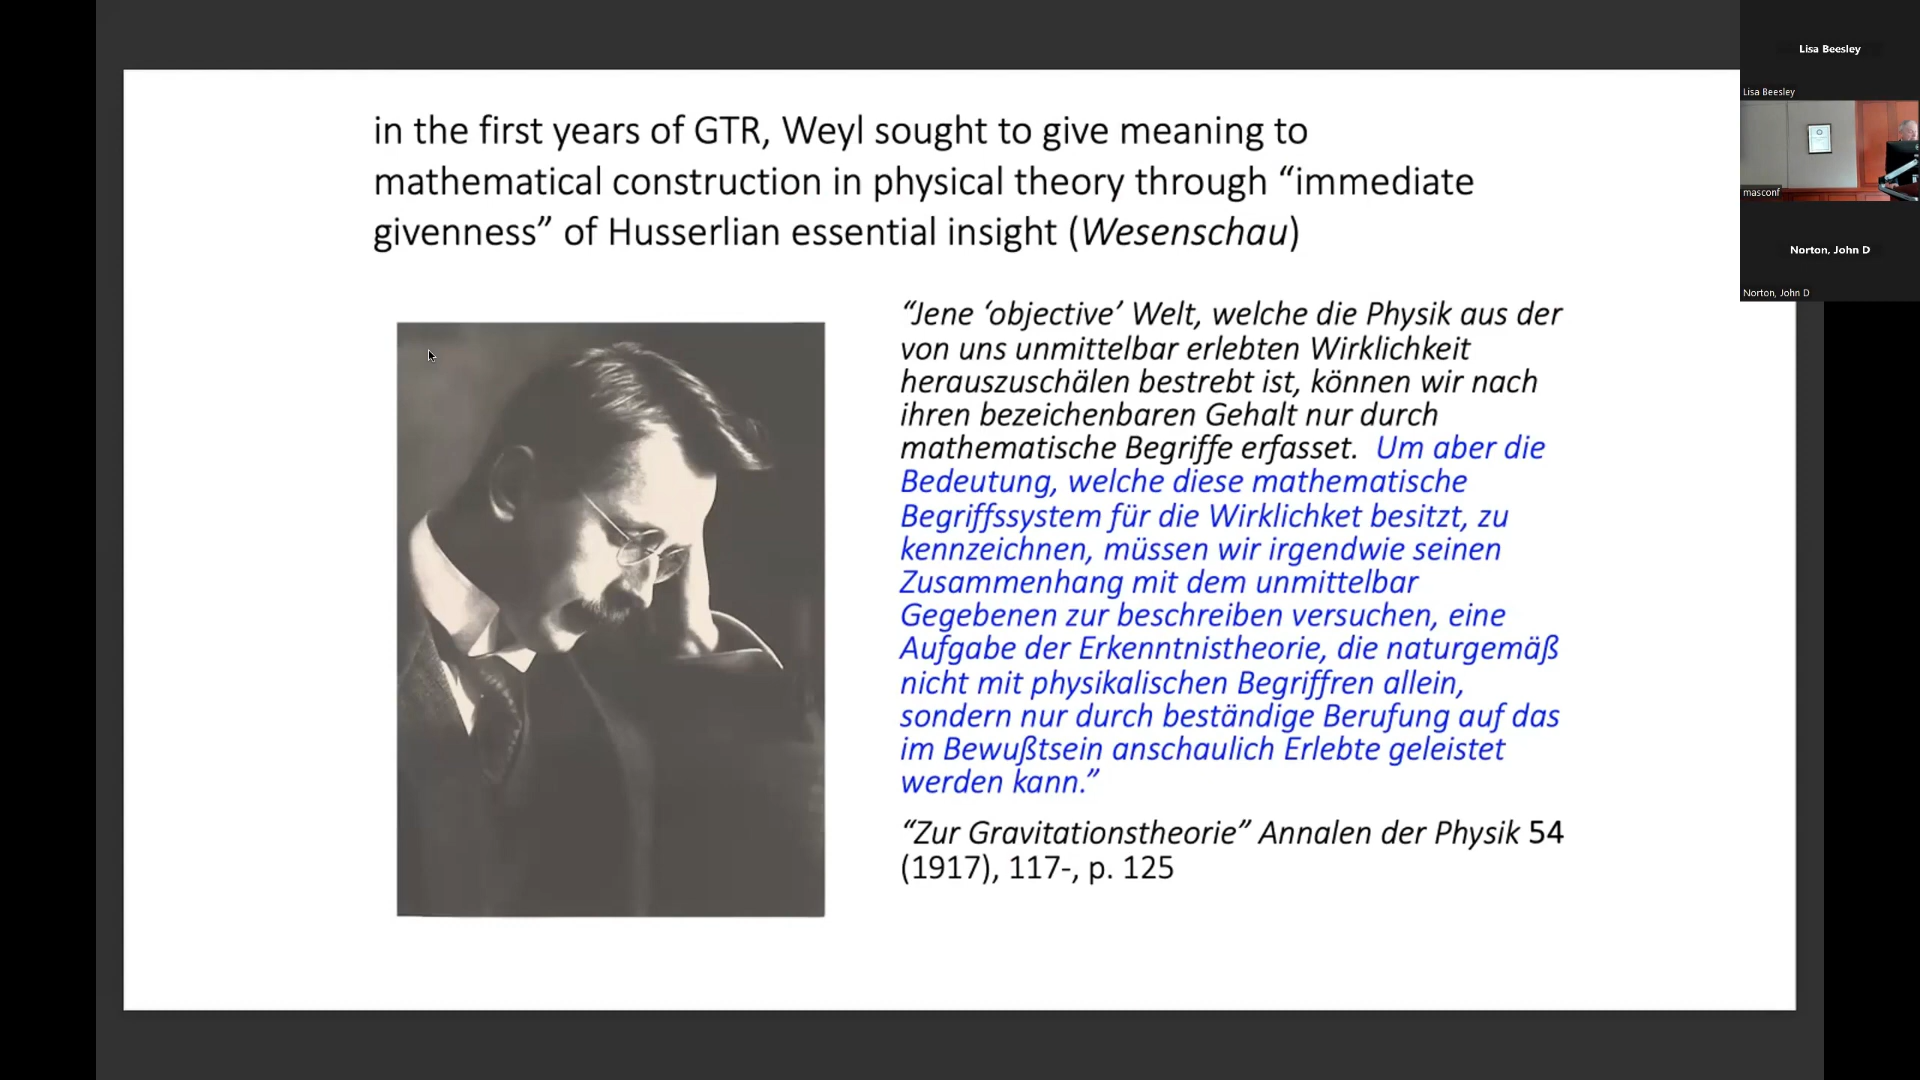 in the first years of GTR, Weyl sought to give meaning to
mathematical construction in physical theory through “immediate
givenness” of Husserlian essential insight (Wesenschau)
“Jene ‘objective’ Welt, welche die Physik aus der
von uns unmittelbar erlebten Wirklichkeit
herauszuschälen bestrebt ist, können wir nach
ihren bezeichenbaren Gehalt nur durch
mathematische Begriffe erfasset. Um aber die
Bedeutung, welche diese mathematische
Begriffssystem für die Wirklichket besitzt, zu
kennzeichnen, müssen wir irgendwie seinen
Zusammenhang mit dem unmittelbar
Gegebenen zur beschreiben versuchen, eine
Aufgabe der Erkenntnistheorie, die naturgemäß
nicht mit physikalischen Begriffren allein,
sondern nur durch beständige Berufung auf das
im Bewußtsein anschaulich Erlebte geleistet
werden kann.”
“Zur Gravitationstheorie” Annalen der Physik 54
(1917), 117-, p. 125
Lisa Beesley
Lisa Beesley
masconf
Norton, John D
Norton, John D